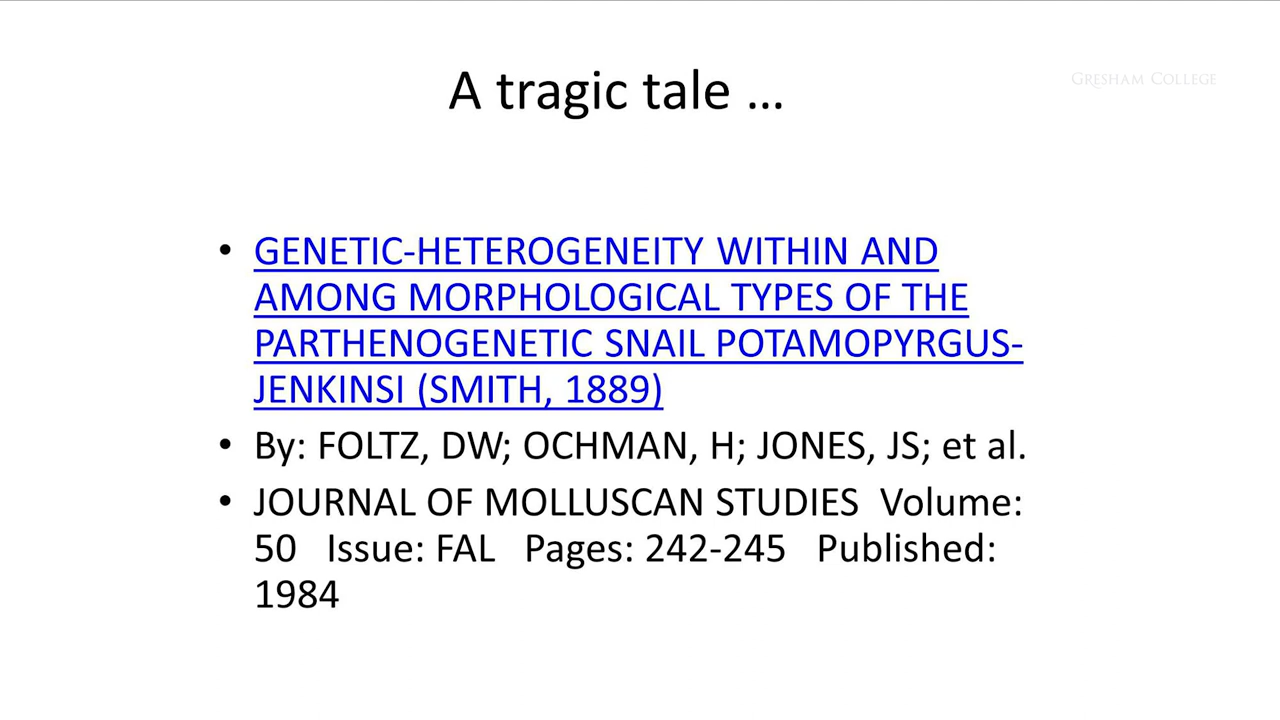 GRESHAM COLLEGE
A tragic tale ...
• GENETIC-HETEROGENEITY WITHIN AND
AMONG MORPHOLOGICAL TYPES OF THE
PARTHENOGENETIC SNAIL POTAMOPYRGUS-
JENKINSI (SMITH, 1889)
• By: FOLTZ, DW; OCHMAN, H; JONES, JS; et al.
• JOURNAL OF MOLLUSCAN STUDIES Volume:
50 Issue: FAL Pages: 242-245 Published:
1984